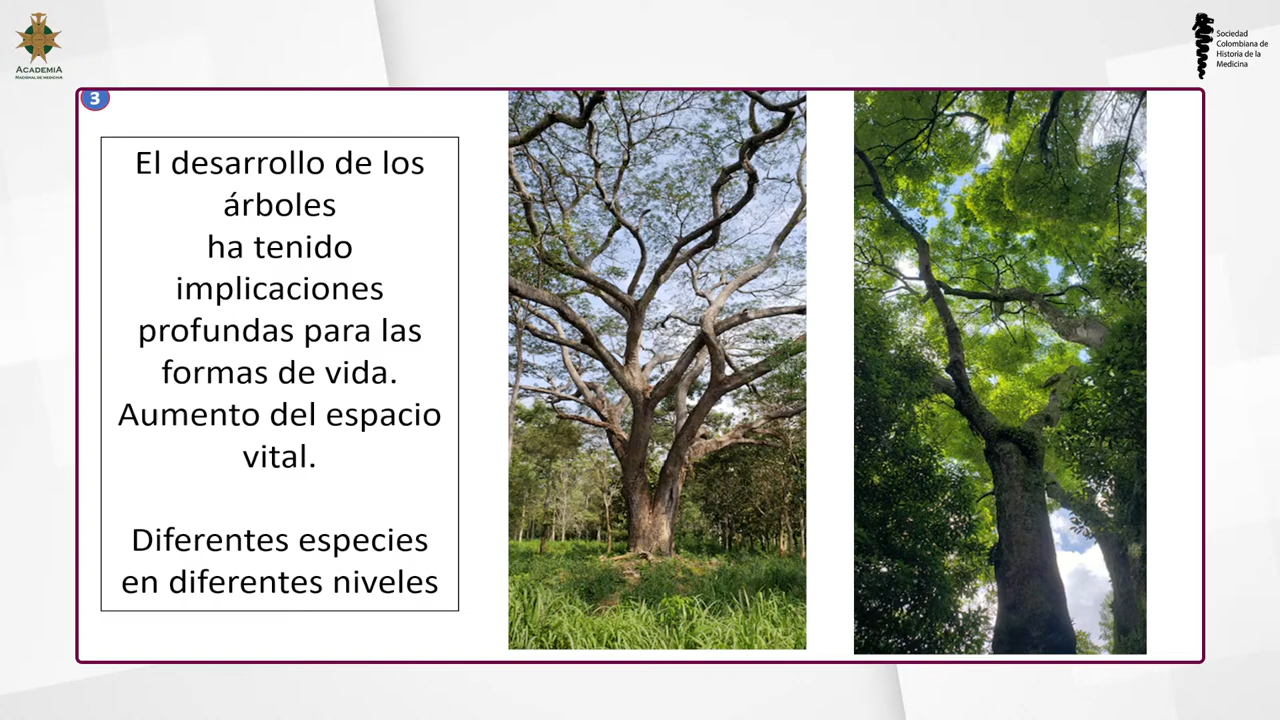 ACADEMIA
NACIONAL DE MEDICINA
Sociedad
Colombiana de
Historia de la
Medicina
3
El desarrollo de los
árboles
ha tenido
implicaciones
profundas para las
formas de vida.
Aumento del espacio
vital.
Diferentes especies
en diferentes niveles